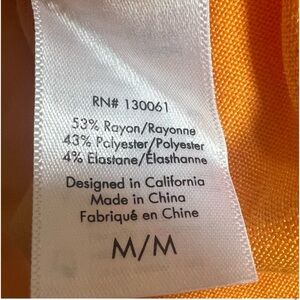 RN# 130061
53% Rayon/Rayonne
43% Polyester/Polyester
4% Elastane/Élasthanne
Designed in California
Made in China
Fabriqué en Chine
M/M